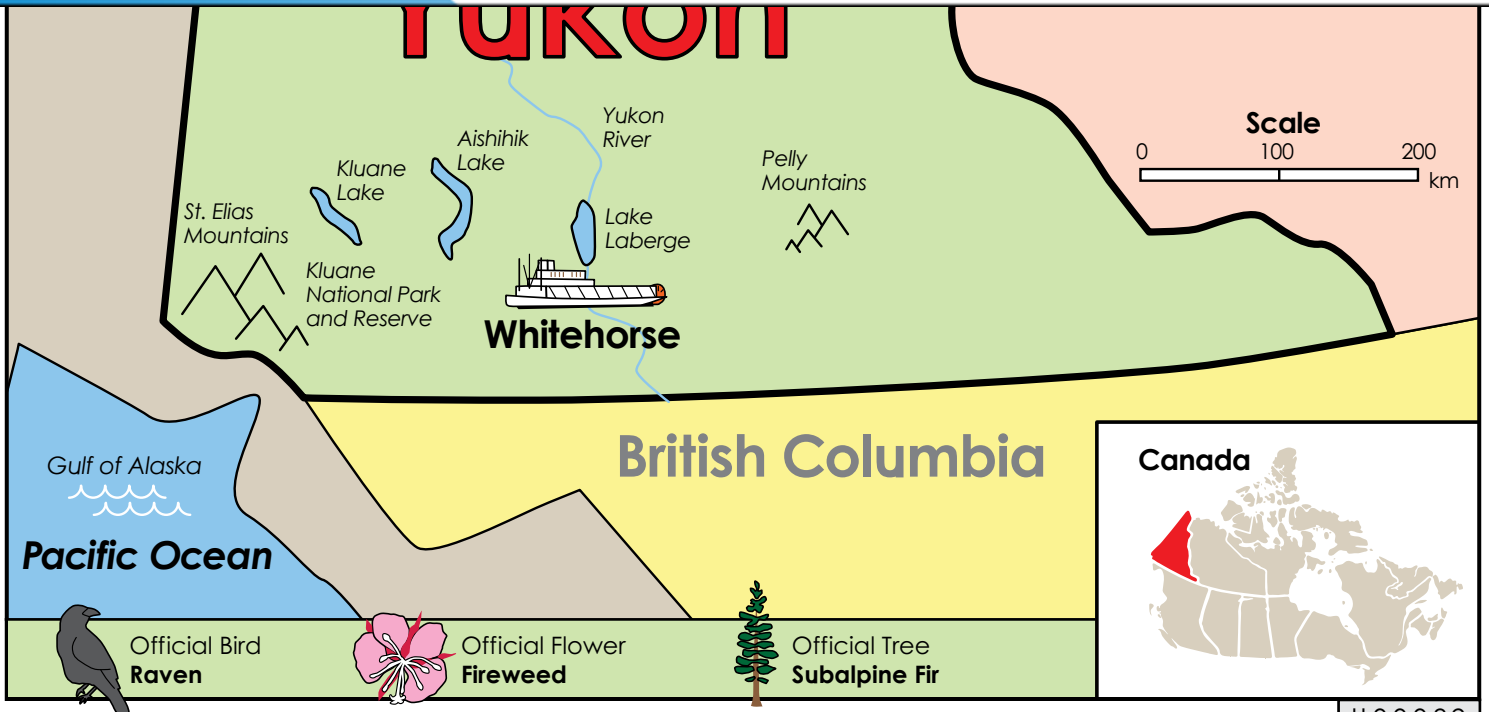 Yukon
Yukon
River
Aishihik
Lake
Kluane
Lake
Pelly
Mountains
Scale
0 100 200
km
St. Elias
Mountains
Lake
Laberge
Kluane
National Park
and Reserve
Whitehorse
British Columbia
Gulf of Alaska
Pacific Ocean
Canada
Official Bird
Raven
Official Flower
Fireweed
Official Tree
Subalpine Fir